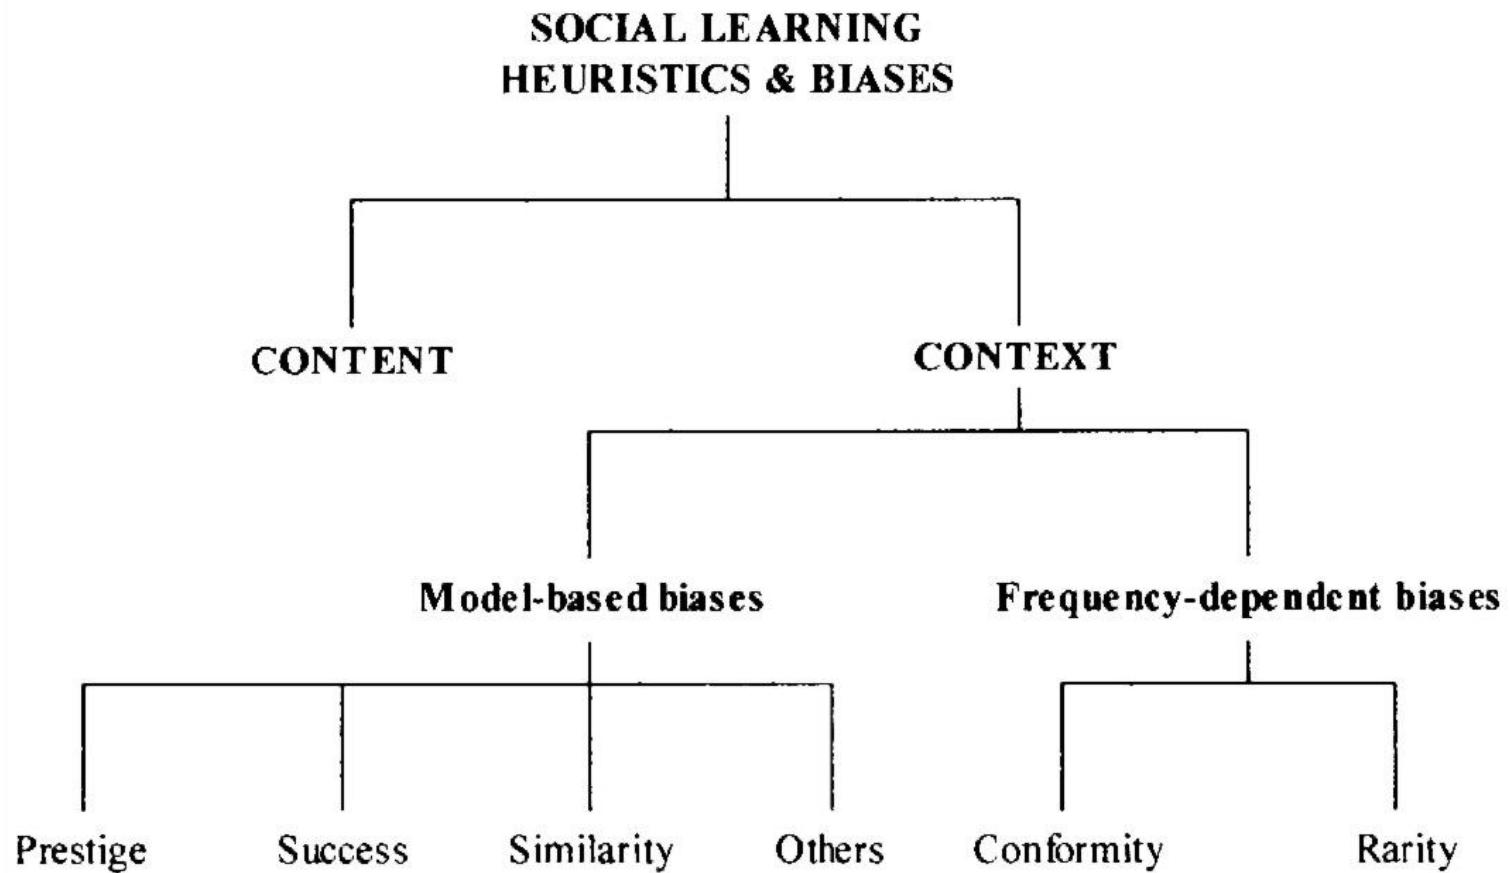 SOCIAL LEARNING
HEURISTICS & BIASES
CONTENT
CONTEXT
Model-based biases
Frequency-dependent biases
Prestige
Success
Similarity
Others
Conformity
Rarity